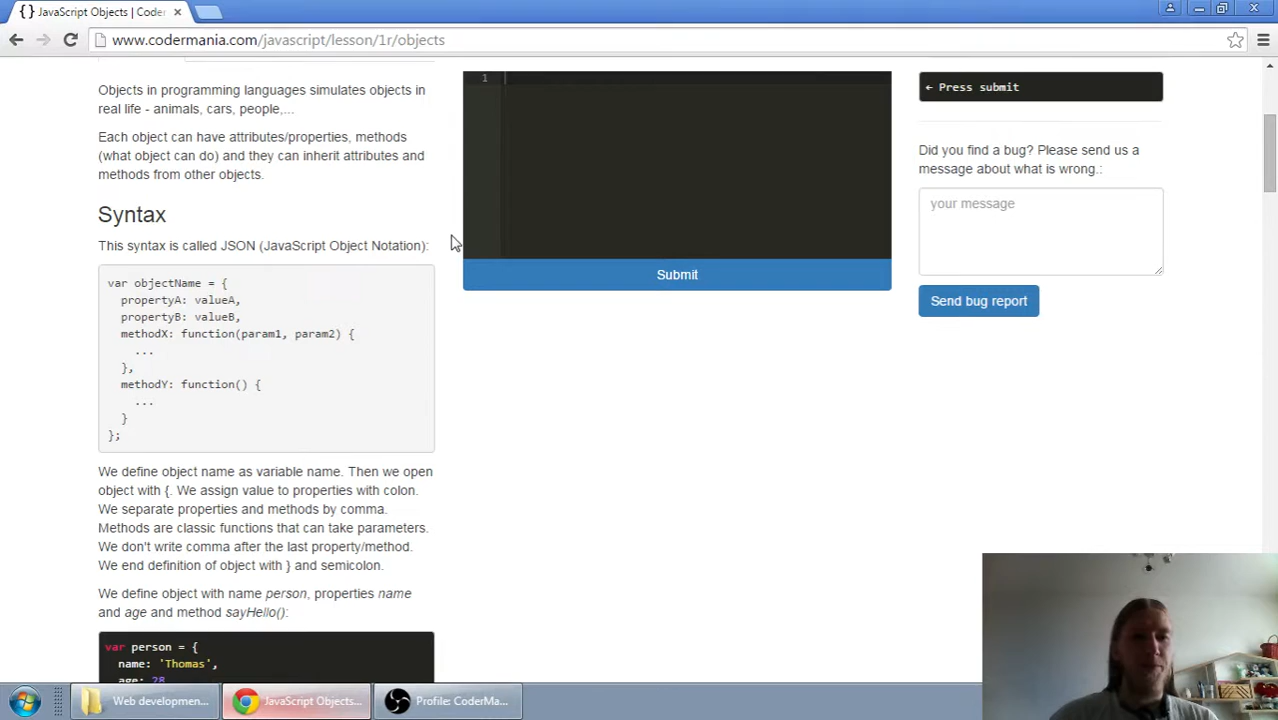 JavaScript Objects | Coder
www.codermania.com/javascript/lesson/1r/objects
Objects in programming languages simulates objects in
real life - animals, cars, people,...
Each object can have attributes/properties, methods
(what object can do) and they can inherit attributes and
methods from other objects.
Syntax
This syntax is called JSON (JavaScript Object Notation):
var objectName = {
propertyA: valueA,
propertyB: valueB,
methodX: function(param1, param2) {
...
},
methodY: function() {
...
}
};
We define object name as variable name. Then we open
object with {. We assign value to properties with colon.
We separate properties and methods by comma.
Methods are classic functions that can take parameters.
We don't write comma after the last property/method.
We end definition of object with } and semicolon.
We define object with name person, properties name
and age and method sayHello():
var person = {
name: 'Thomas',
age: 28
1
Submit
← Press submit
Did you find a bug? Please send us a
message about what is wrong.:
your message
Send bug report
Web developmen...
JavaScript Objects...
Profile: CoderMa...